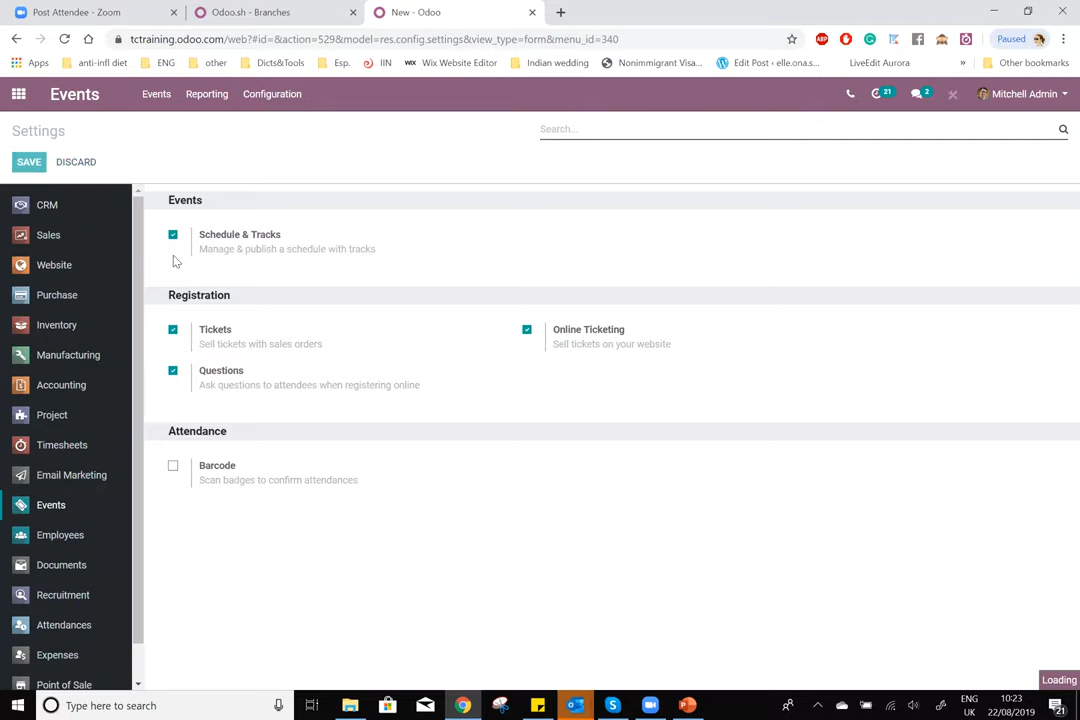 Post Attendee - Zoom
Odoo.sh - Branches
New - Odoo
tctraining.odoo.com/web?#id=&action=529&model=res.config.settings&view_type=form&menu_id=340
ABP
Paused
Apps
anti-infl diet
ENG
other
Dicts&Tools
Esp.
IIN
WIX Wix Website Editor
Indian wedding
Nonimmigrant Visa...
Edit Post ‹ elle.ona.s...
LiveEdit Aurora
»
Other bookmarks
Events
Events
Reporting
Configuration
21
2
Mitchell Admin
Settings
Search...
SAVE
DISCARD
CRM
Sales
Website
Purchase
Inventory
Manufacturing
Accounting
Project
Timesheets
Email Marketing
Events
Employees
Documents
Recruitment
Attendances
Expenses
Point of Sale
Events
Schedule & Tracks
Manage & publish a schedule with tracks
Registration
Tickets
Sell tickets with sales orders
Online Ticketing
Sell tickets on your website
Questions
Ask questions to attendees when registering online
Attendance
Barcode
Scan badges to confirm attendances
Loading
Type here to search
ENG
UK
10:23
22/08/2019
21